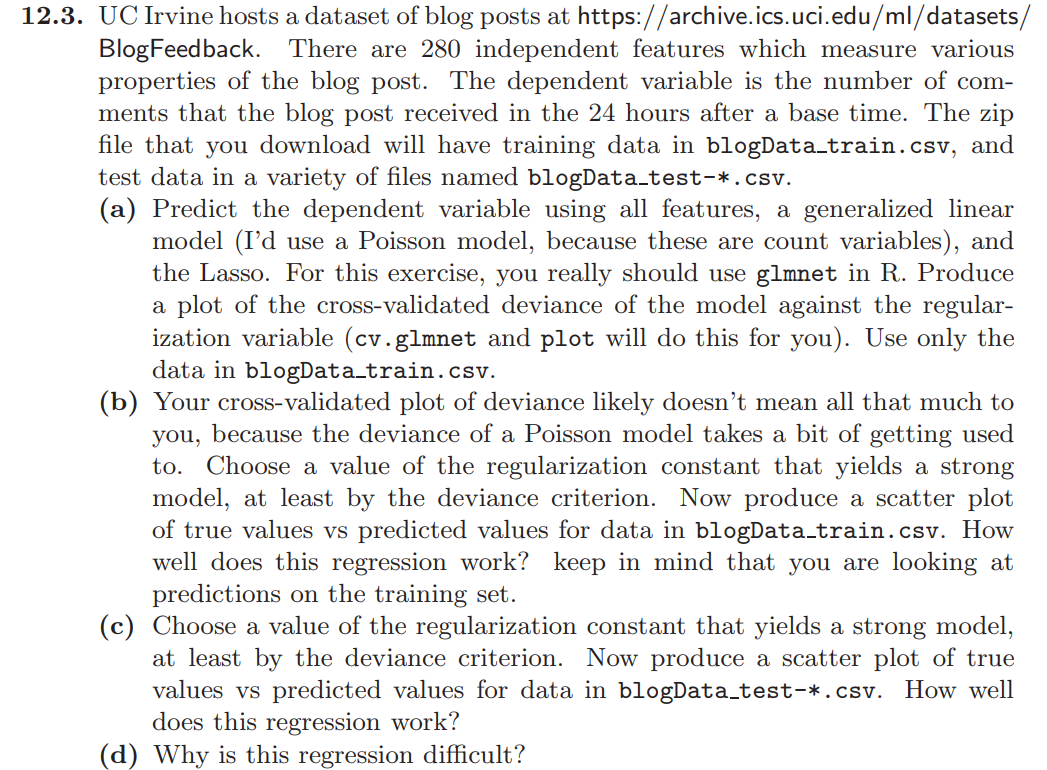 12.3. UC Irvine hosts a dataset of blog posts at https://archive.ics.uci.edu/ml/datasets/
BlogFeedback. There are 280 independent features which measure various
properties of the blog post. The dependent variable is the number of com-
ments that the blog post received in the 24 hours after a base time. The zip
file that you download will have training data in blogData_train.csv, and
test data in a variety of files named blogData_test-*.csv.
(a) Predict the dependent variable using all features, a generalized linear
model (I'd use a Poisson model, because these are count variables), and
the Lasso. For this exercise, you really should use glmnet in R. Produce
a plot of the cross-validated deviance of the model against the regular-
ization variable (cv.glmnet and plot will do this for you). Use only the
data in blogData_train.csv.
(b) Your cross-validated plot of deviance likely doesn't mean all that much to
you, because the deviance of a Poisson model takes a bit of getting used
to. Choose a value of the regularization constant that yields a strong
model, at least by the deviance criterion. Now produce a scatter plot
of true values vs predicted values for data in blogData_train.csv. How
well does this regression work? keep in mind that you are looking at
predictions on the training set.
(c) Choose a value of the regularization constant that yields a strong model,
at least by the deviance criterion. Now produce a scatter plot of true
values vs predicted values for data in blogData_test-*.csv. How well
does this regression work?
(d) Why is this regression difficult?